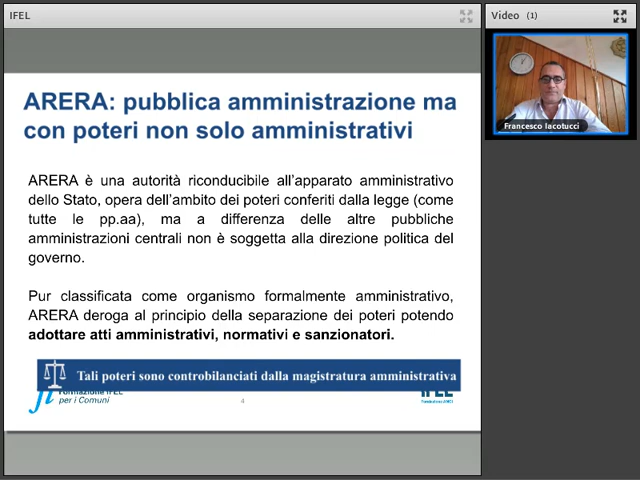 IFEL
Video (1)
Francesco Iacotucci
ARERA: pubblica amministrazione ma
con poteri non solo amministrativi
ARERA è una autorità riconducibile all'apparato amministrativo
dello Stato, opera dell'ambito dei poteri conferiti dalla legge (come
tutte le pp.aa), ma a differenza delle altre pubbliche
amministrazioni centrali non è soggetta alla direzione politica del
governo.
Pur classificata come organismo formalmente amministrativo,
ARERA deroga al principio della separazione dei poteri potendo
adottare atti amministrativi, normativi e sanzionatori.
Tali poteri sono controbilanciati dalla magistratura amministrativa
Formazione IFEL
per i Comuni
4
IFEL